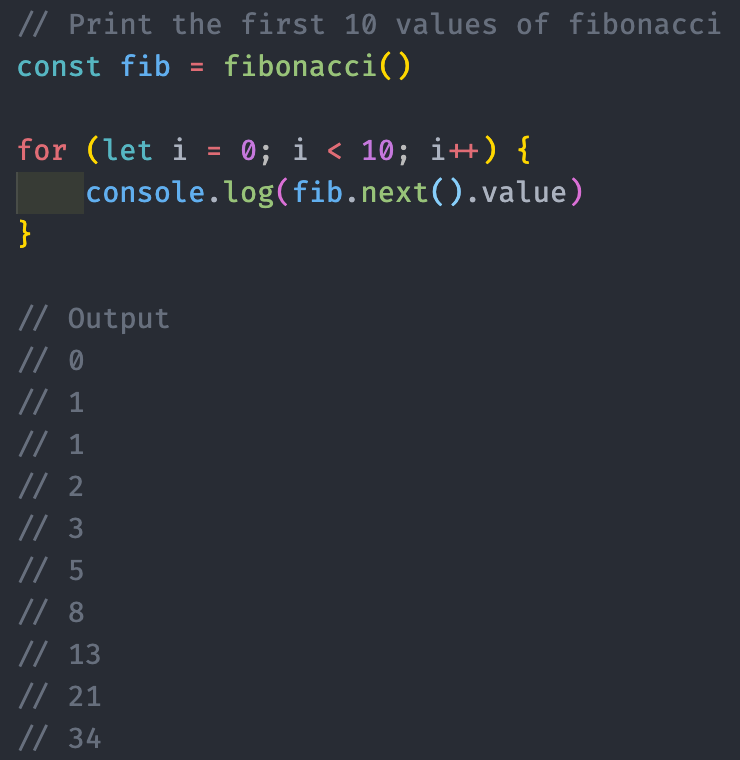 // Print the first 10 values of fibonacci
const fib = fibonacci()
for (let i = 0; i < 10; i++) {
console.log(fib.next().value)
}
// Output
// 0
// 1
// 1
// 2
// 3
// 5
// 8
// 13
// 21
// 34